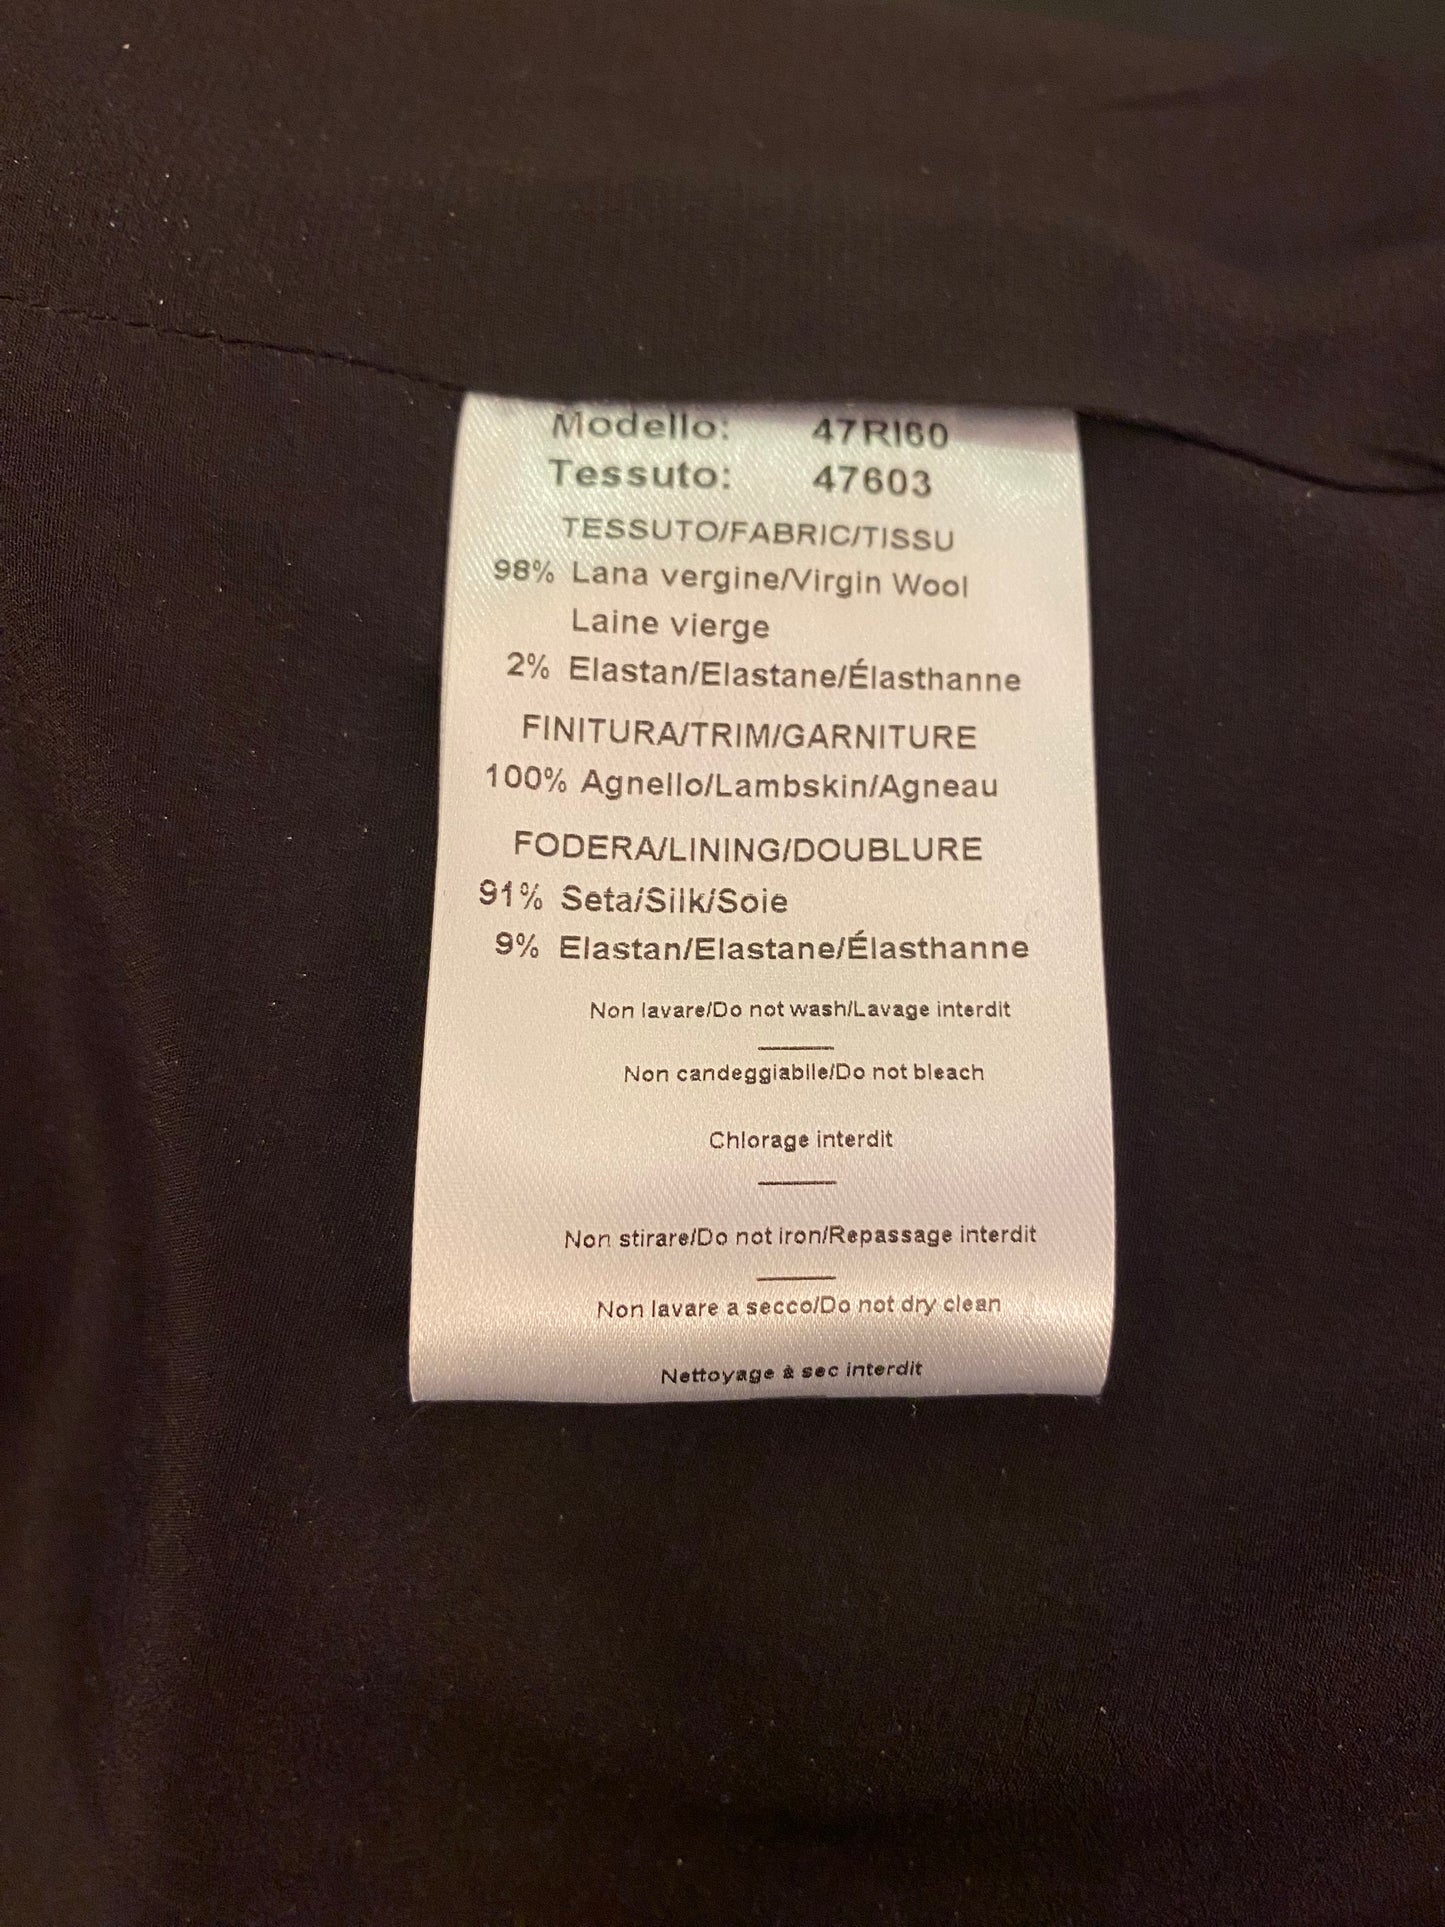 Modello: 47RI60
Tessuto: 47603
TESSUTO/FABRIC/TISSU
98% Lana vergine/Virgin Wool
Laine vierge
2% Elastan/Elastane/Élasthanne
FINITURA/TRIM/GARNITURE
100% Agnello/Lambskin/Agneau
FODERA/LINING/DOUBLURE
91% Seta/Silk/Soie
9% Elastan/Elastane/Élasthanne
Non lavare/Do not wash/Lavage interdit
Non candeggiabile/Do not bleach
Chlorage interdit
Non stirare/Do not iron/Repassage interdit
Non lavare a secco/Do not dry clean
Nettoyage à sec interdit